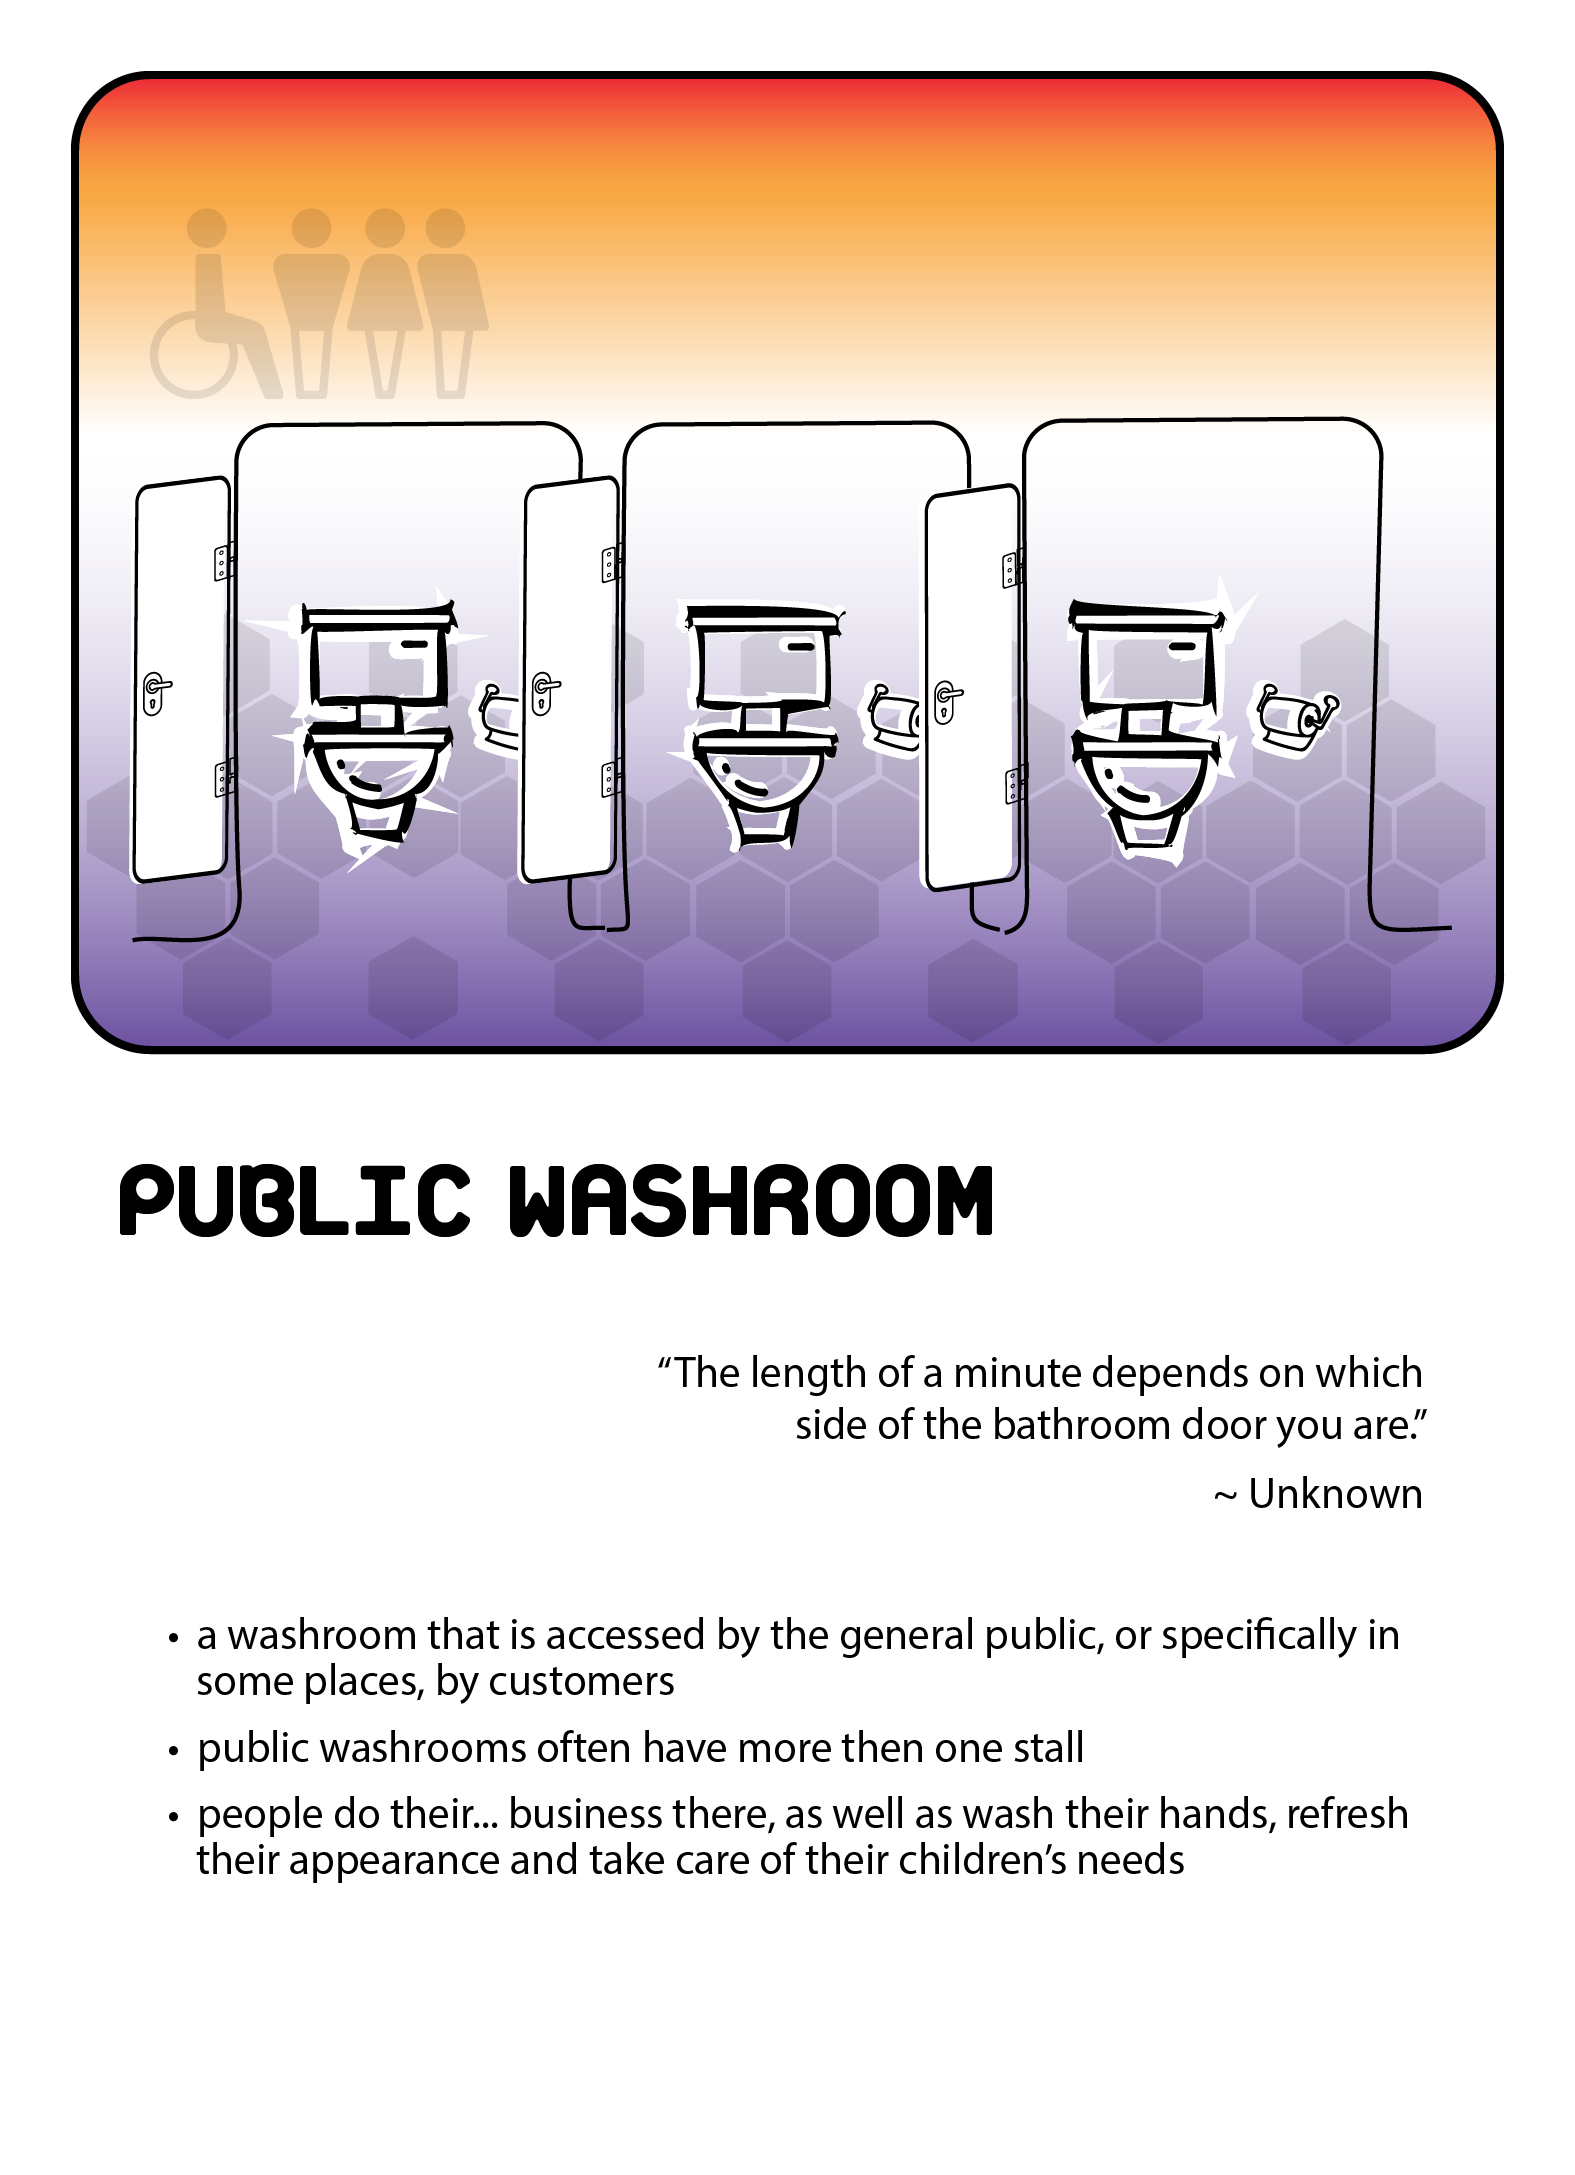 PUBLIC WASHROOM
“The length of a minute depends on which
side of the bathroom door you are.”
~ Unknown
• a washroom that is accessed by the general public, or specifically in
some places, by customers
• public washrooms often have more then one stall
• people do their... business there, as well as wash their hands, refresh
their appearance and take care of their children’s needs